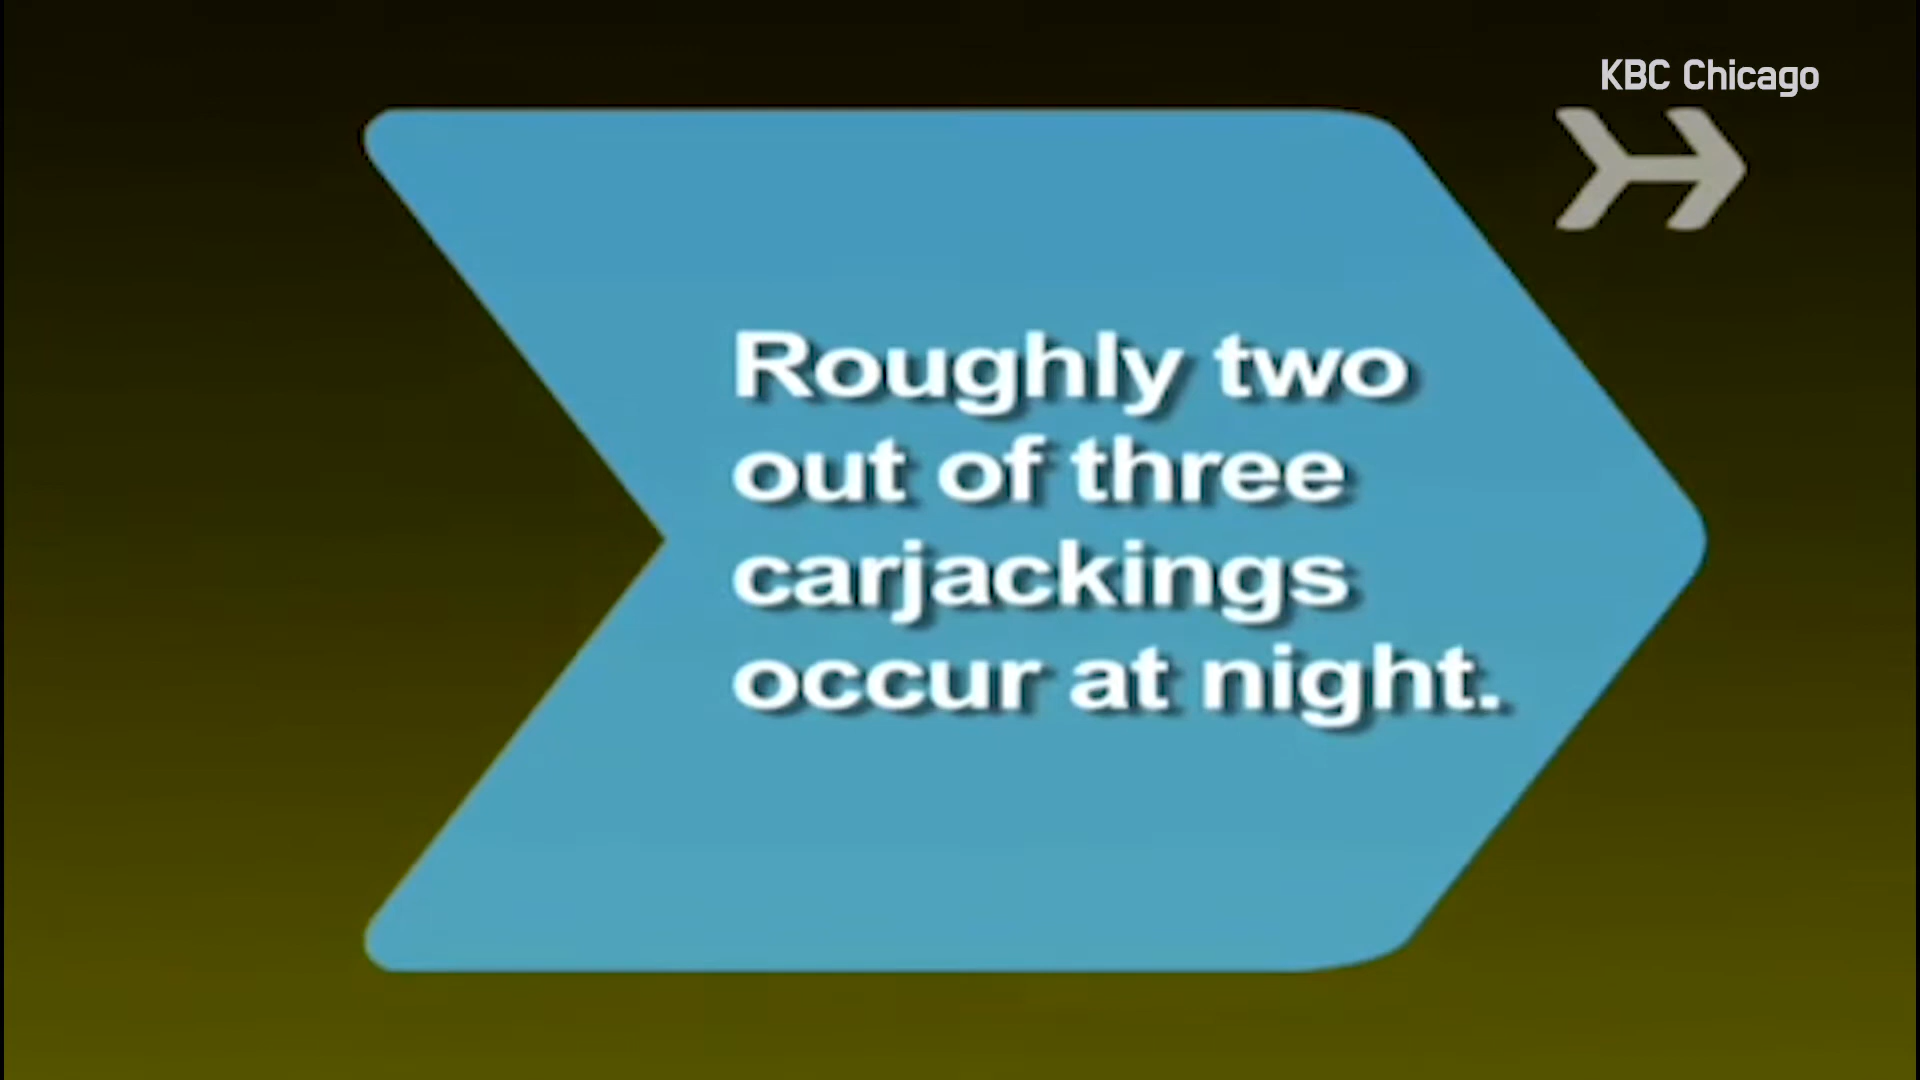 KBC Chicago
Roughly two
out of three
carjackings
occur at night.